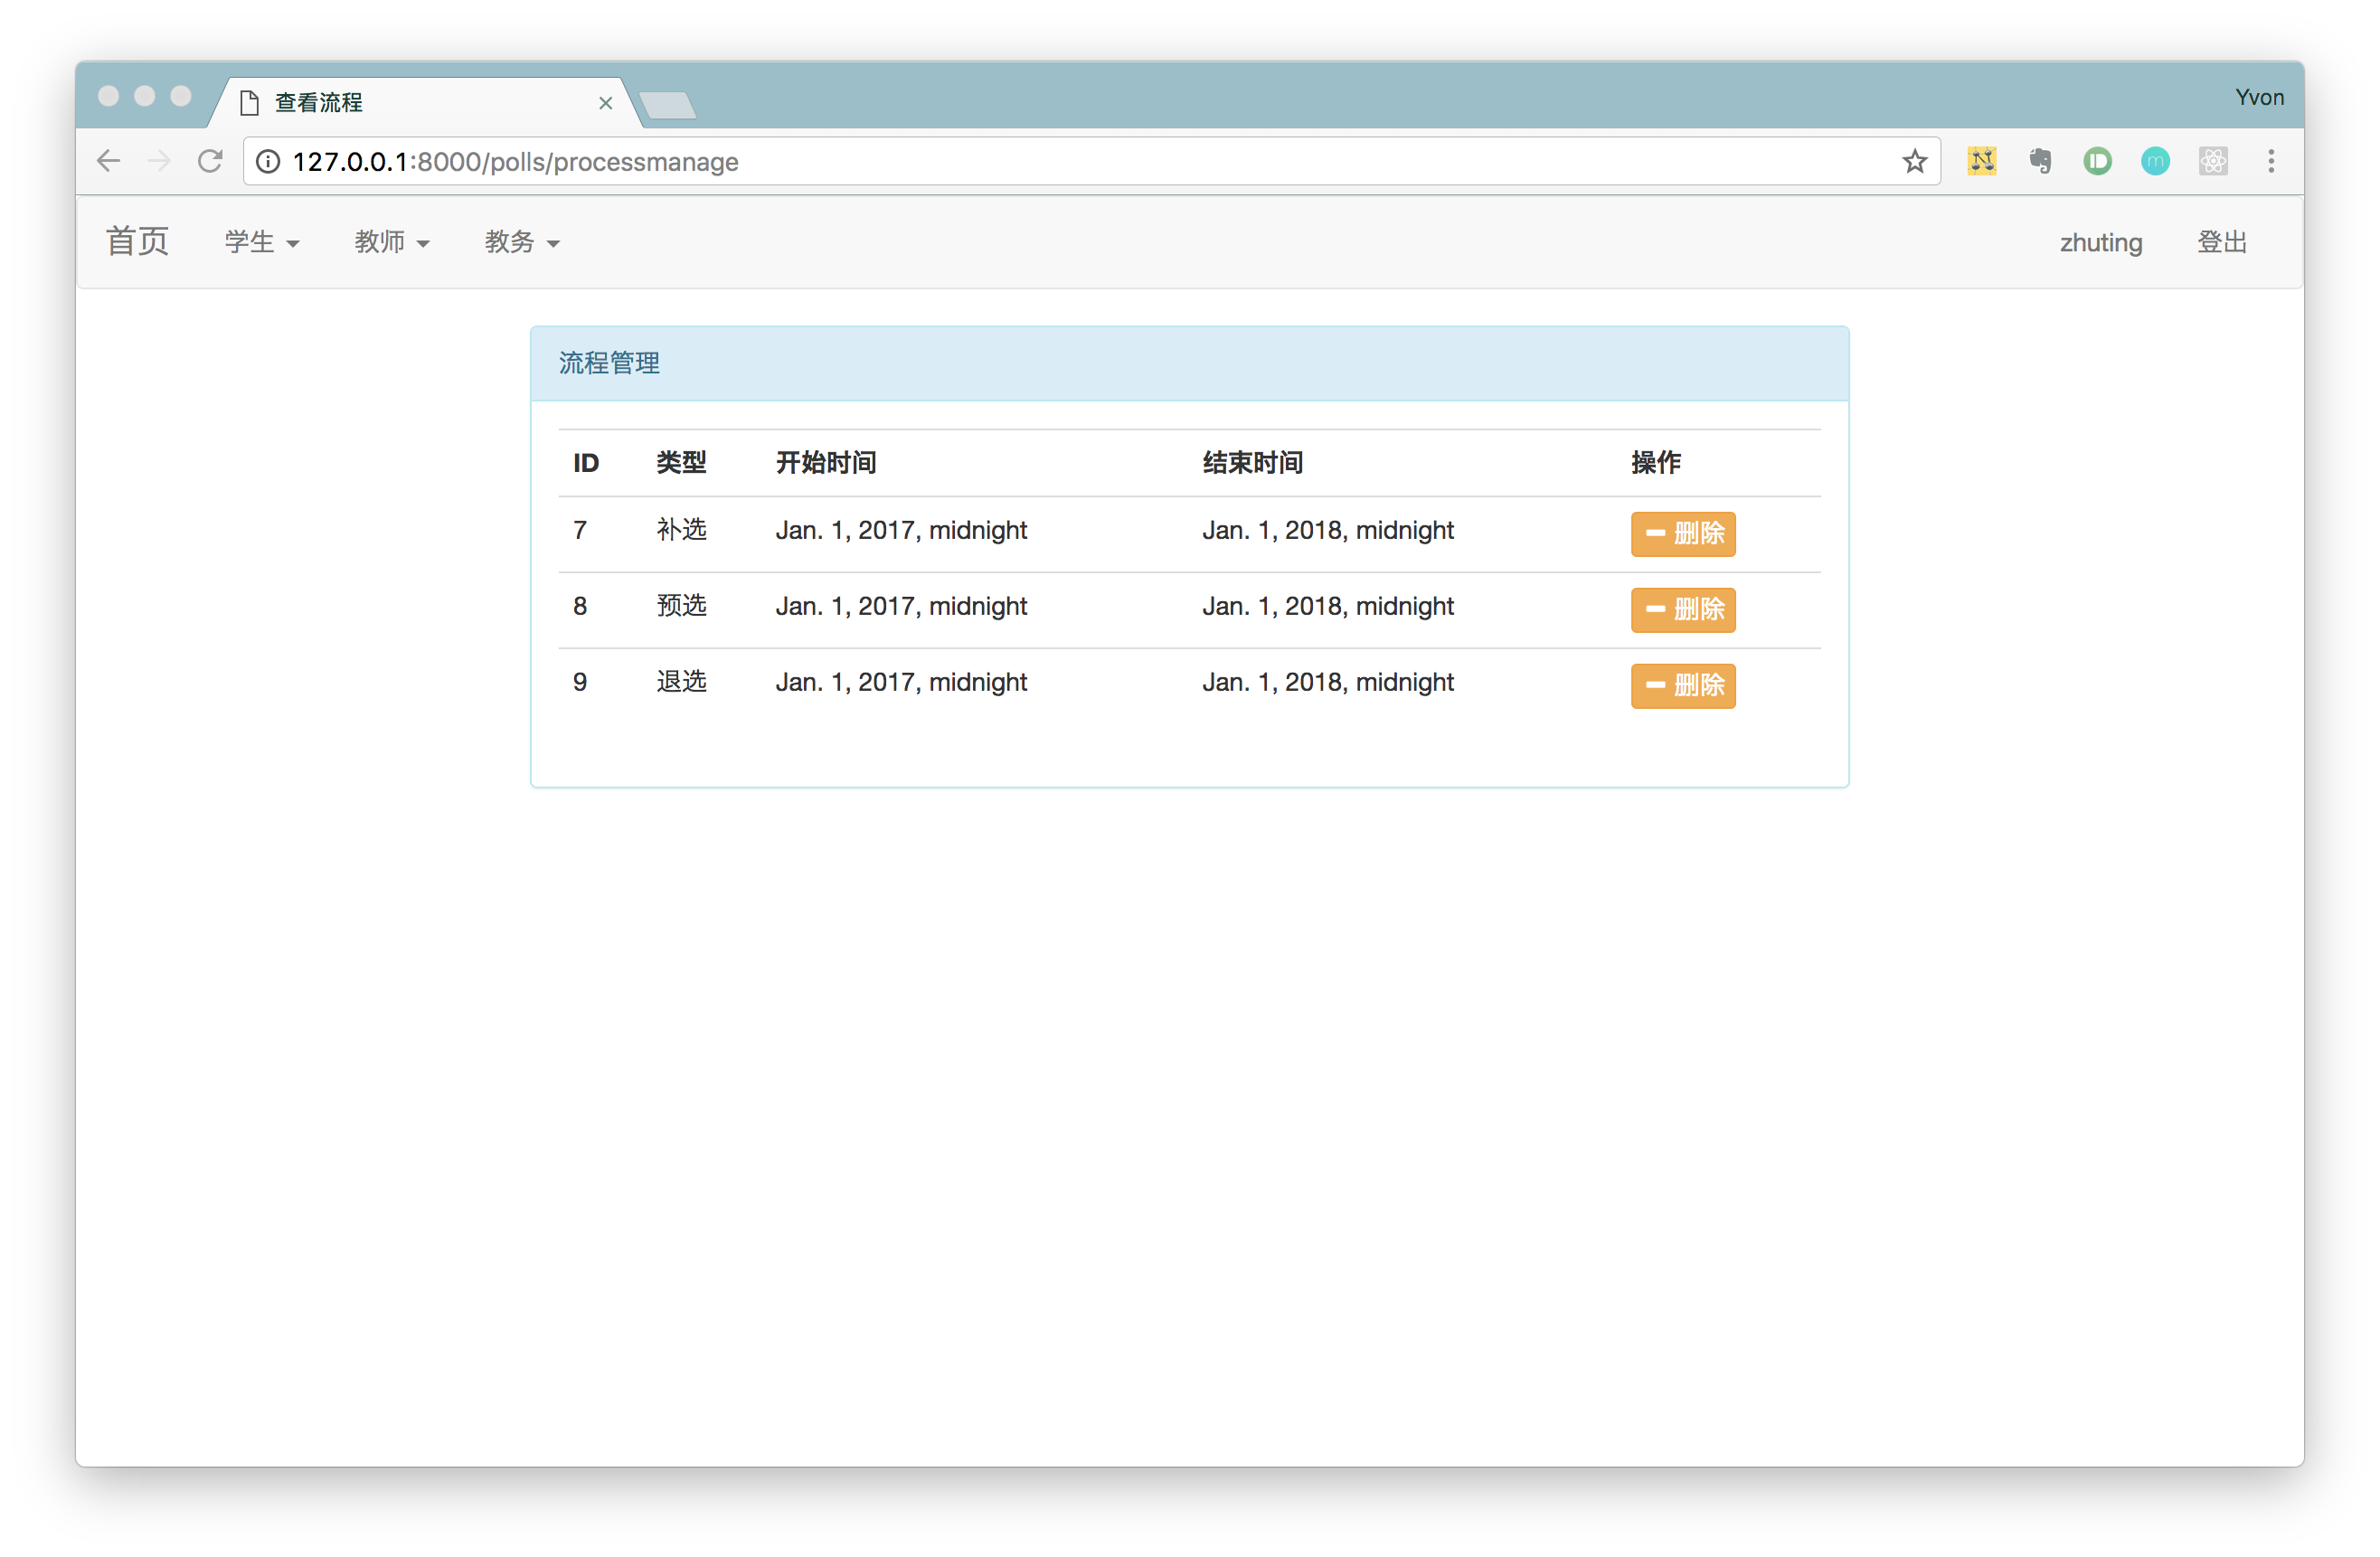 查看流程
Yvon
127.0.0.1:8000/polls/processmanage
首页 学生 教师 教务 zhuting 登出
流程管理
ID 类型 开始时间 结束时间 操作
7 补选 Jan. 1, 2017, midnight Jan. 1, 2018, midnight 删除
8 预选 Jan. 1, 2017, midnight Jan. 1, 2018, midnight 删除
9 退选 Jan. 1, 2017, midnight Jan. 1, 2018, midnight 删除